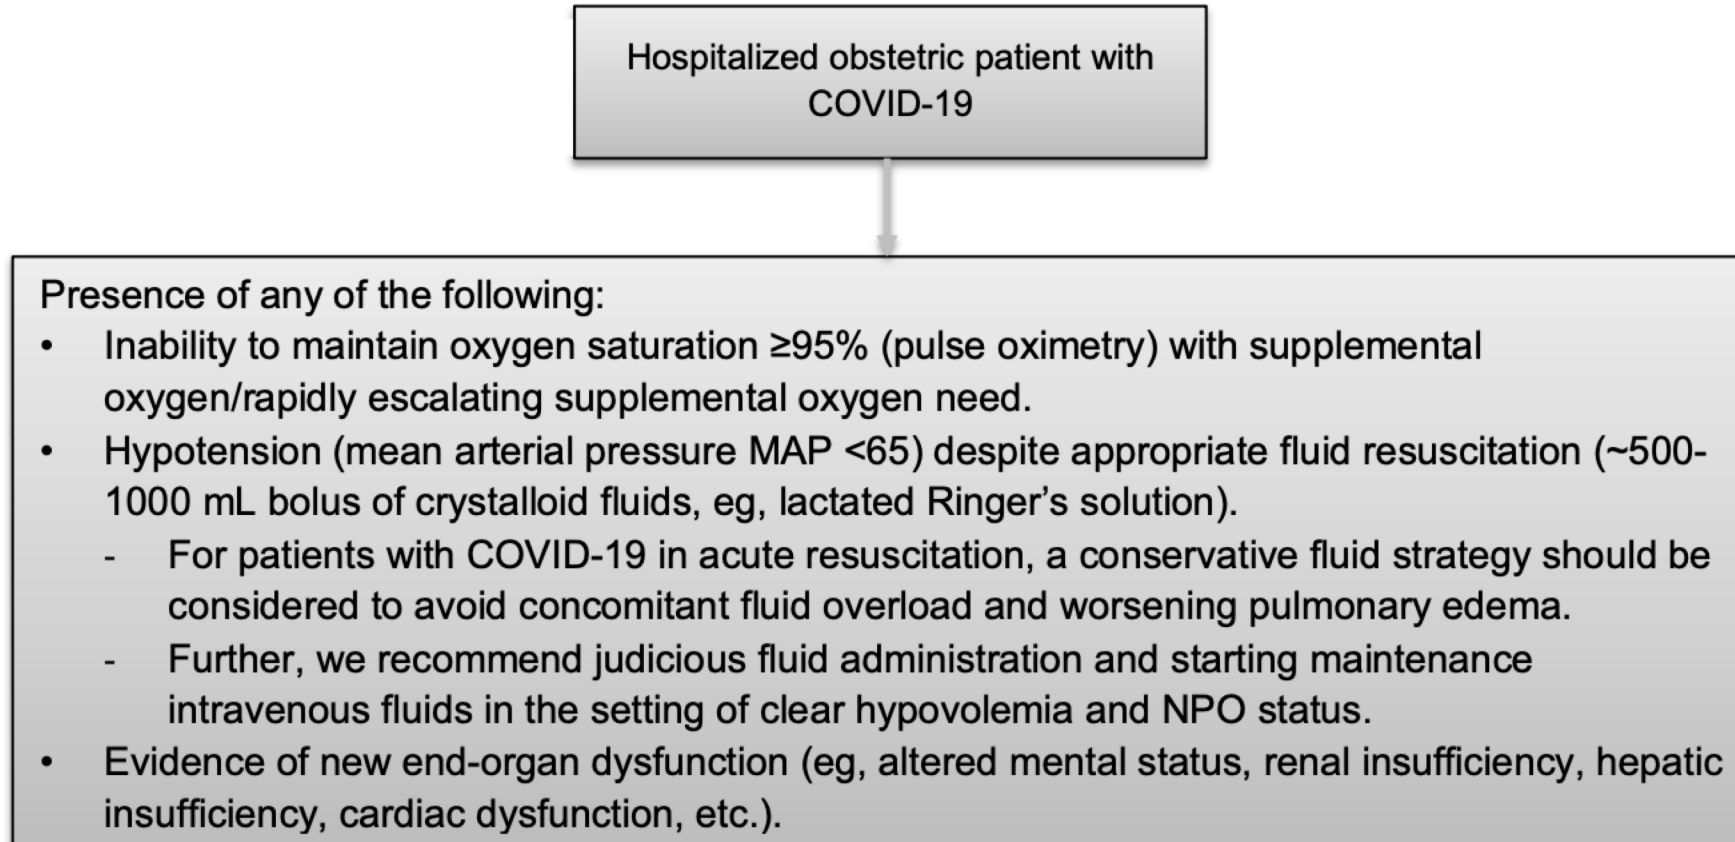 Hospitalized obstetric patient with
COVID-19
Presence of any of the following:
• Inability to maintain oxygen saturation ≥95% (pulse oximetry) with supplemental
oxygen/rapidly escalating supplemental oxygen need.
• Hypotension (mean arterial pressure MAP <65) despite appropriate fluid resuscitation (~500-
1000 mL bolus of crystalloid fluids, eg, lactated Ringer’s solution).
- For patients with COVID-19 in acute resuscitation, a conservative fluid strategy should be
considered to avoid concomitant fluid overload and worsening pulmonary edema.
- Further, we recommend judicious fluid administration and starting maintenance
intravenous fluids in the setting of clear hypovolemia and NPO status.
• Evidence of new end-organ dysfunction (eg, altered mental status, renal insufficiency, hepatic
insufficiency, cardiac dysfunction, etc.).